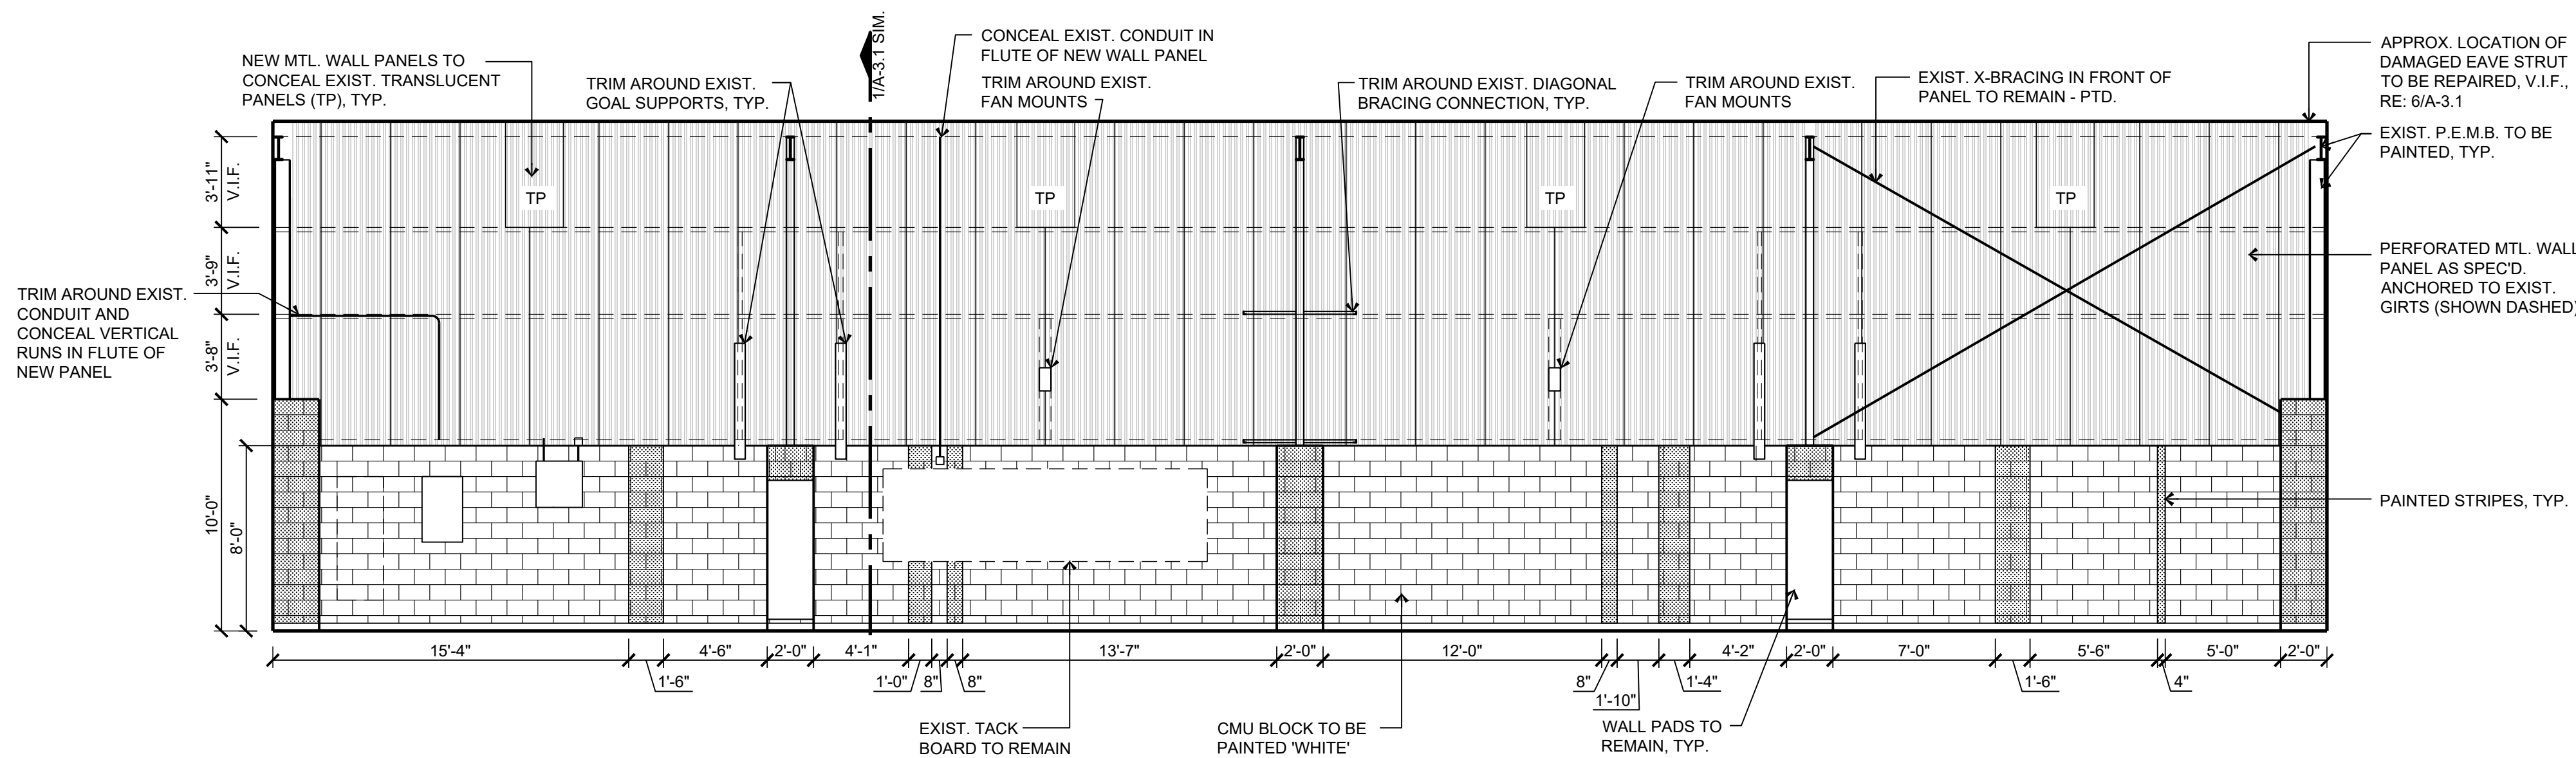 NEW MTL. WALL PANELS TO
CONCEAL EXIST. TRANSLUCENT
PANELS (TP), TYP.
TRIM AROUND EXIST.
GOAL SUPPORTS, TYP.
1/A-3.1 SIM.
CONCEAL EXIST. CONDUIT IN
FLUTE OF NEW WALL PANEL
TRIM AROUND EXIST.
FAN MOUNTS
TRIM AROUND EXIST. DIAGONAL
BRACING CONNECTION, TYP.
TRIM AROUND EXIST.
FAN MOUNTS
EXIST. X-BRACING IN FRONT OF
PANEL TO REMAIN - PTD.
APPROX. LOCATION OF
DAMAGED EAVE STRUT
TO BE REPAIRED, V.I.F.,
RE: 6/A-3.1
EXIST. P.E.M.B. TO BE
PAINTED, TYP.
TP
TP
TP
TP
3'-11"
V.I.F.
3'-9"
V.I.F.
3'-8"
V.I.F.
10'-0"
8'-0"
TRIM AROUND EXIST.
CONDUIT AND
CONCEAL VERTICAL
RUNS IN FLUTE OF
NEW PANEL
PERFORATED MTL. WALL
PANEL AS SPEC'D.
ANCHORED TO EXIST.
GIRTS (SHOWN DASHED)
PAINTED STRIPES, TYP.
15'-4"
4'-6"
2'-0"
4'-1"
13'-7"
2'-0"
12'-0"
4'-2"
2'-0"
7'-0"
5'-6"
5'-0"
2'-0"
1'-6"
1'-0"
8"
8"
8"
1'-10"
1'-4"
1'-6"
4"
EXIST. TACK
BOARD TO REMAIN
CMU BLOCK TO BE
PAINTED 'WHITE'
WALL PADS TO
REMAIN, TYP.